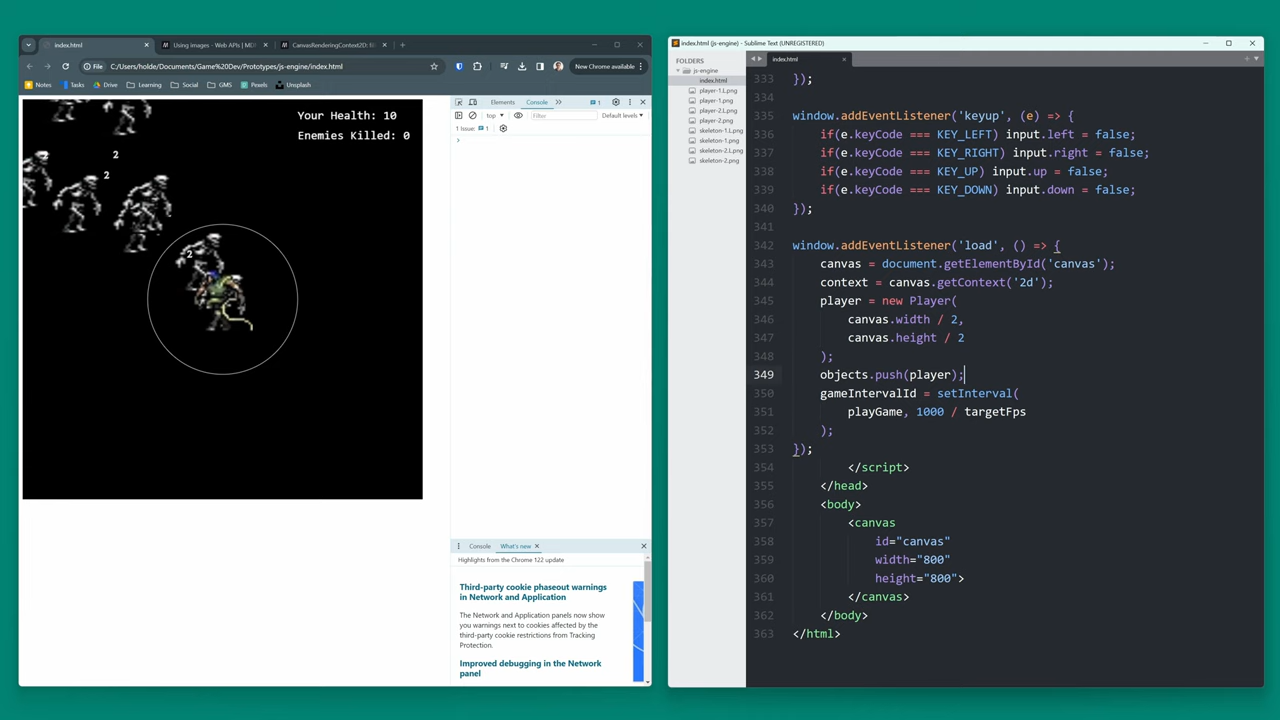 index.html
Using images - Web APIs | MDN
CanvasRenderingContext2D:
File
C:/Users/holde/Documents/Game%20Dev/Prototypes/js-engine/index.html
New Chrome available
Notes
Tasks
Drive
Learning
Social
GMS
Pexels
Unsplash
Your Health: 10
Enemies Killed: 0
2
2
2
Elements
Console
1
top
Filter
Default levels
1 Issue:
1
Console
What's new
Highlights from the Chrome 122 update
Third-party cookie phaseout warnings
in Network and Application
The Network and Application panels now show
you warnings next to cookies affected by the
third-party cookie restrictions from Tracking
Protection.
Improved debugging in the Network
panel
index.html (js-engine) - Sublime Text (UNREGISTERED)
FOLDERS
js-engine
index.html
player-1.L.png
player-1.png
player-2.L.png
player-2.png
skeleton-1.L.png
skeleton-1.png
skeleton-2.L.png
skeleton-2.png
index.html
333 });
334
335 window.addEventListener('keyup', (e) => {
336 if(e.keyCode === KEY_LEFT) input.left = false;
337 if(e.keyCode === KEY_RIGHT) input.right = false;
338 if(e.keyCode === KEY_UP) input.up = false;
339 if(e.keyCode === KEY_DOWN) input.down = false;
340 });
341
342 window.addEventListener('load', () => {
343 canvas = document.getElementById('canvas');
344 context = canvas.getContext('2d');
345 player = new Player(
346 canvas.width / 2,
347 canvas.height / 2
348 );
349 objects.push(player);
350 gameIntervalId = setInterval(
351 playGame, 1000 / targetFps
352 );
353 });
354 </script>
355 </head>
356 <body>
357 <canvas
358 id="canvas"
359 width="800"
360 height="800">
361 </canvas>
362 </body>
363 </html>